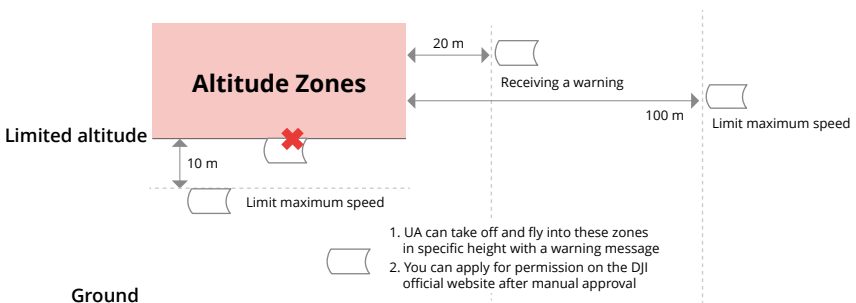 20 m
Altitude Zones
Receiving a warning
100 m
Limit maximum speed
Limited altitude
10 m
Limit maximum speed
1. UA can take off and fly into these zones
in specific height with a warning message
2. You can apply for permission on the DJI
official website after manual approval
Ground